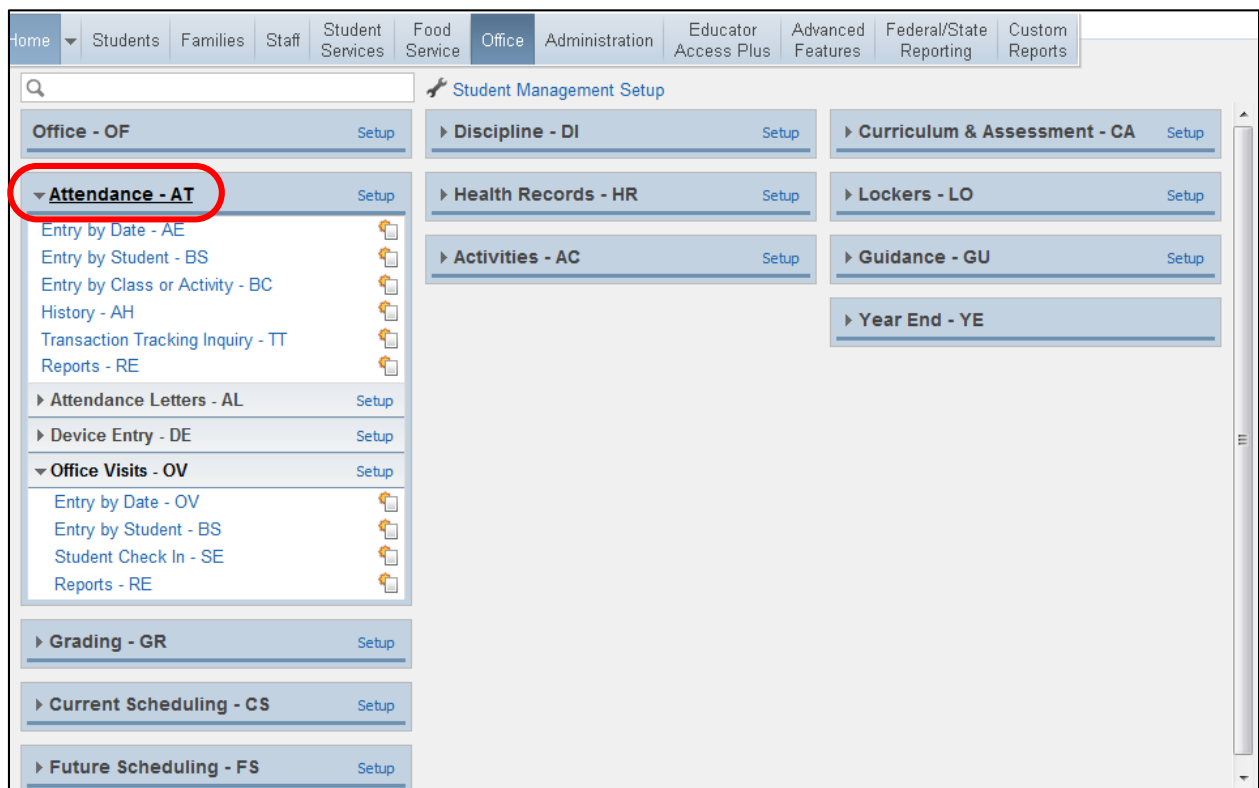 Home Students Families Staff Student Services Food Service Office Administration Educator Access Plus Advanced Features Federal/State Reporting Custom Reports
Student Management Setup
Office - OF Setup
Attendance - AT Setup
Entry by Date - AE
Entry by Student - BS
Entry by Class or Activity - BC
History - AH
Transaction Tracking Inquiry - TT
Reports - RE
Attendance Letters - AL Setup
Device Entry - DE Setup
Office Visits - OV Setup
Entry by Date - OV
Entry by Student - BS
Student Check In - SE
Reports - RE
Grading - GR Setup
Current Scheduling - CS Setup
Future Scheduling - FS Setup
Discipline - DI Setup
Health Records - HR Setup
Activities - AC Setup
Curriculum & Assessment - CA Setup
Lockers - LO Setup
Guidance - GU Setup
Year End - YE